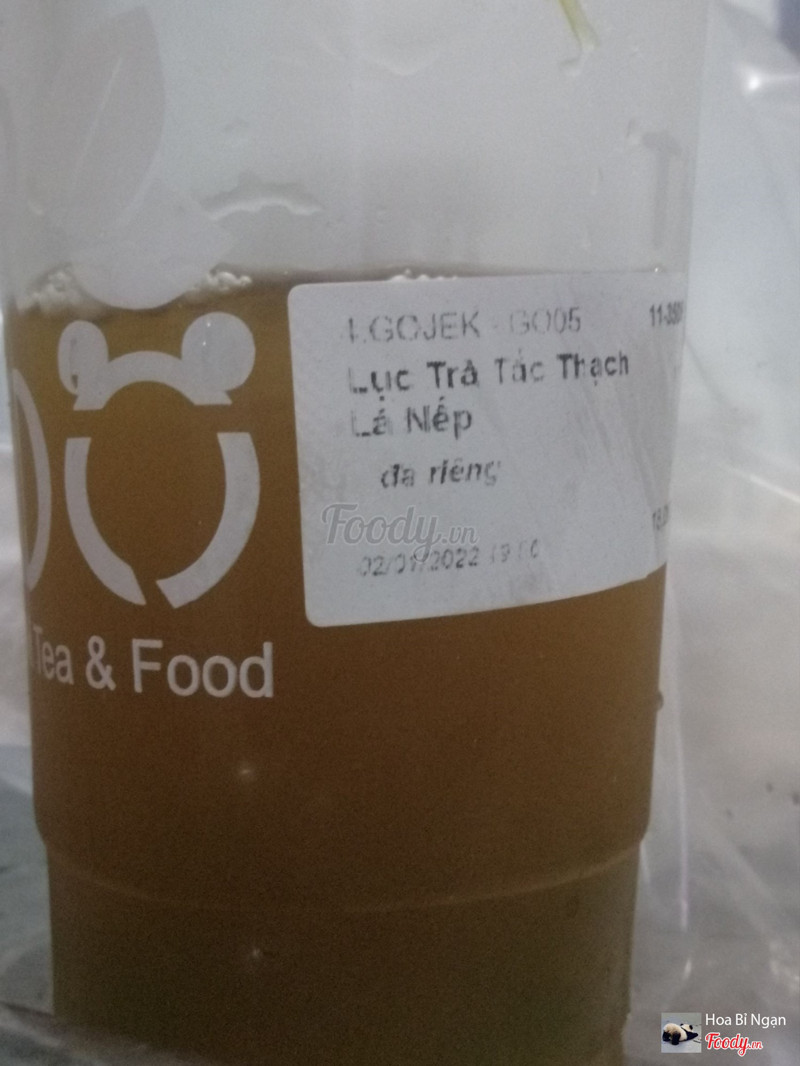 4.GOJEK - GO05
Lục Trà Tắc Thạch
Lá Nếp
đá riêng
Foody.vn
02/01/2022
Tea & Food
Hoa Bỉ Ngạn
Foody.vn